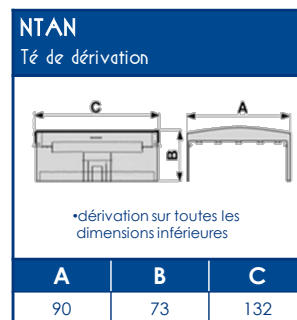 NTAN
Té de dérivation
C
A
B
•dérivation sur toutes les
dimensions inférieures
A B C
90 73 132